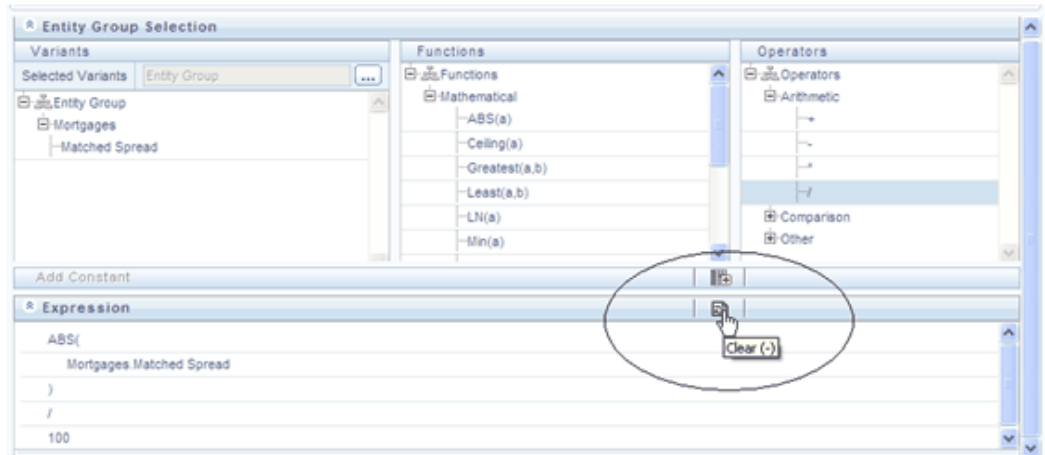 Entity Group Selection
Variants
Functions
Operators
Selected Variants
Entity Group
...
Entity Group
Mortgages
Matched Spread
Functions
Mathematical
ABS(a)
Ceiling(a)
Greatest(a,b)
Least(a,b)
LN(a)
Min(a)
Operators
Arithmetic
+
-
*
/
Comparison
Other
Add Constant
Expression
Clear (-)
ABS(
Mortgages.Matched Spread
)
/
100